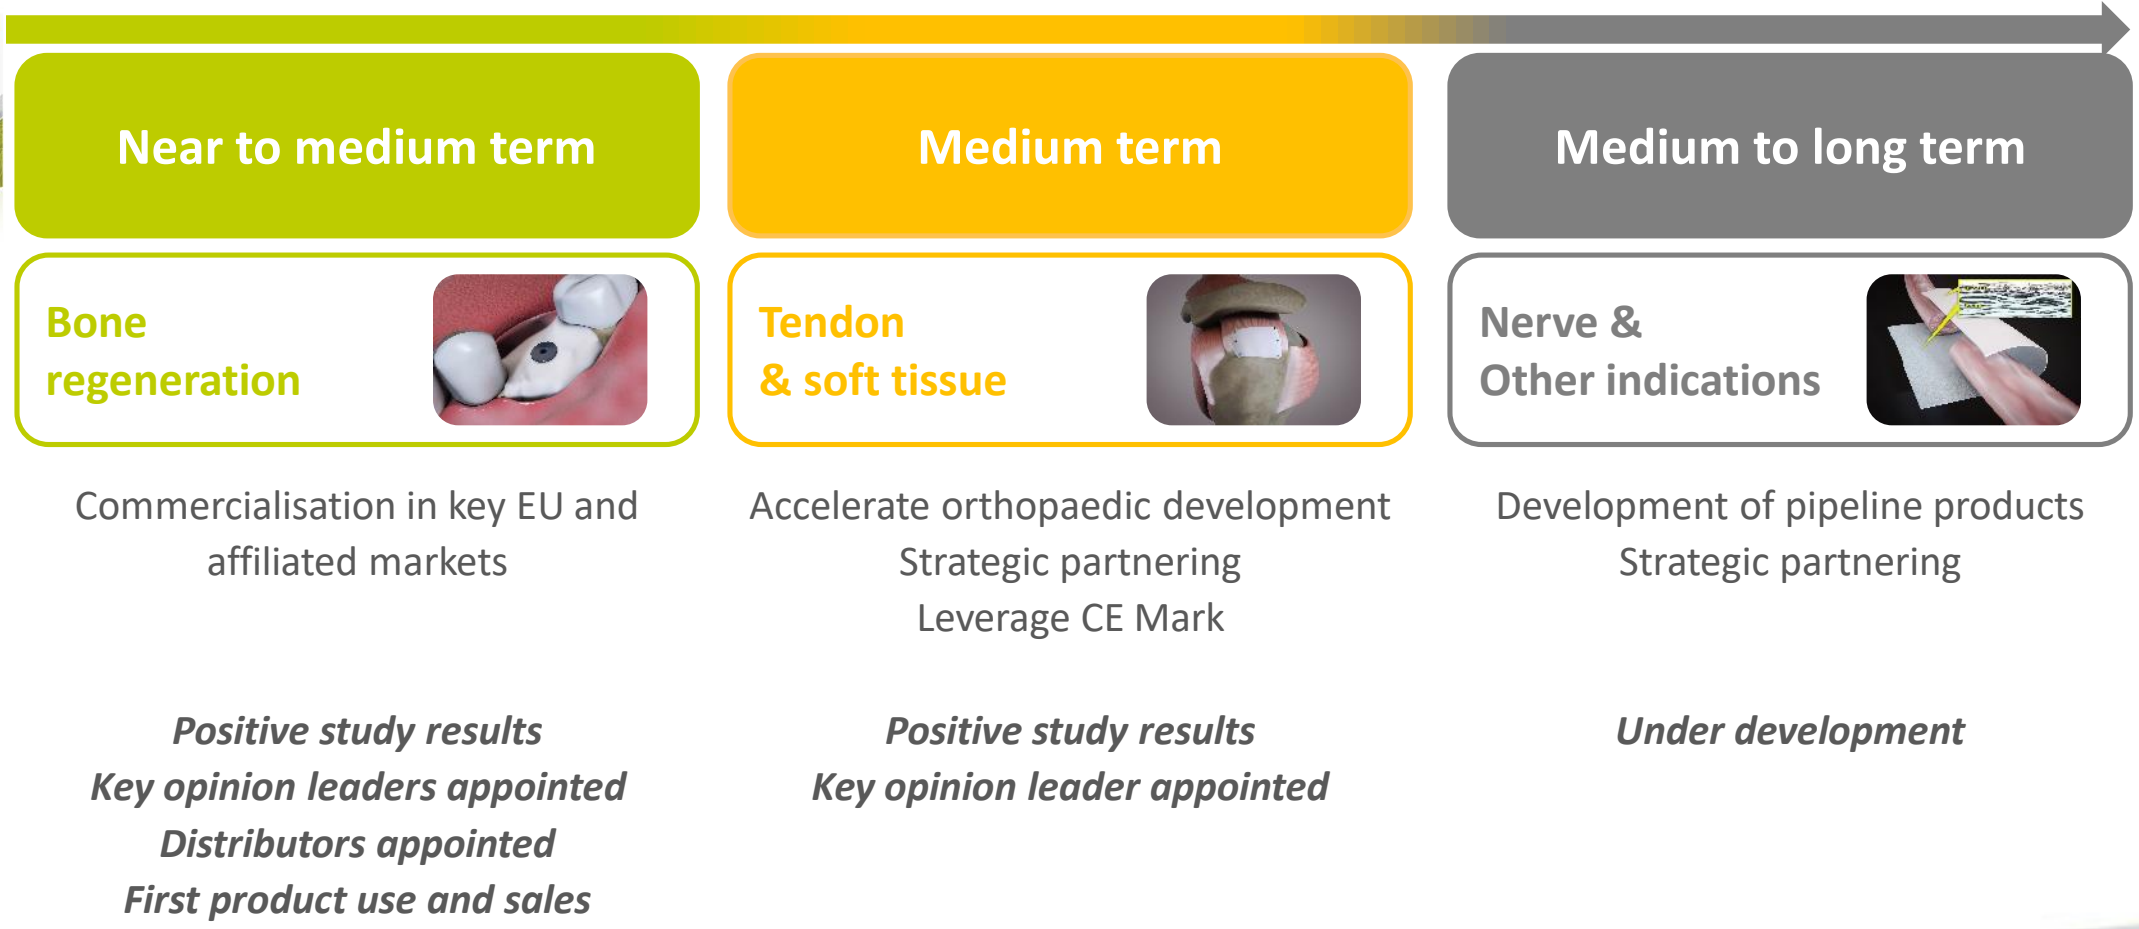 Near to medium term
Medium term
Medium to long term
Bone
regeneration
Tendon
& soft tissue
Nerve &
Other indications
Commercialisation in key EU and
affiliated markets
Accelerate orthopaedic development
Strategic partnering
Leverage CE Mark
Development of pipeline products
Strategic partnering
Positive study results
Key opinion leaders appointed
Distributors appointed
First product use and sales
Positive study results
Key opinion leader appointed
Under development